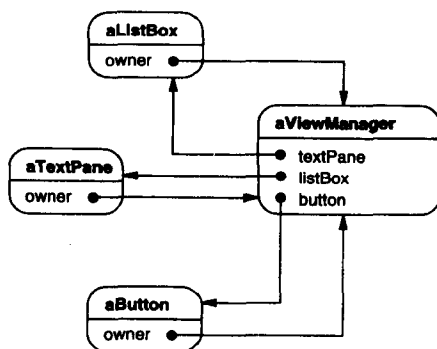 aListBox
owner
aViewManager
textPane
listBox
button
aTextPane
owner
aButton
owner